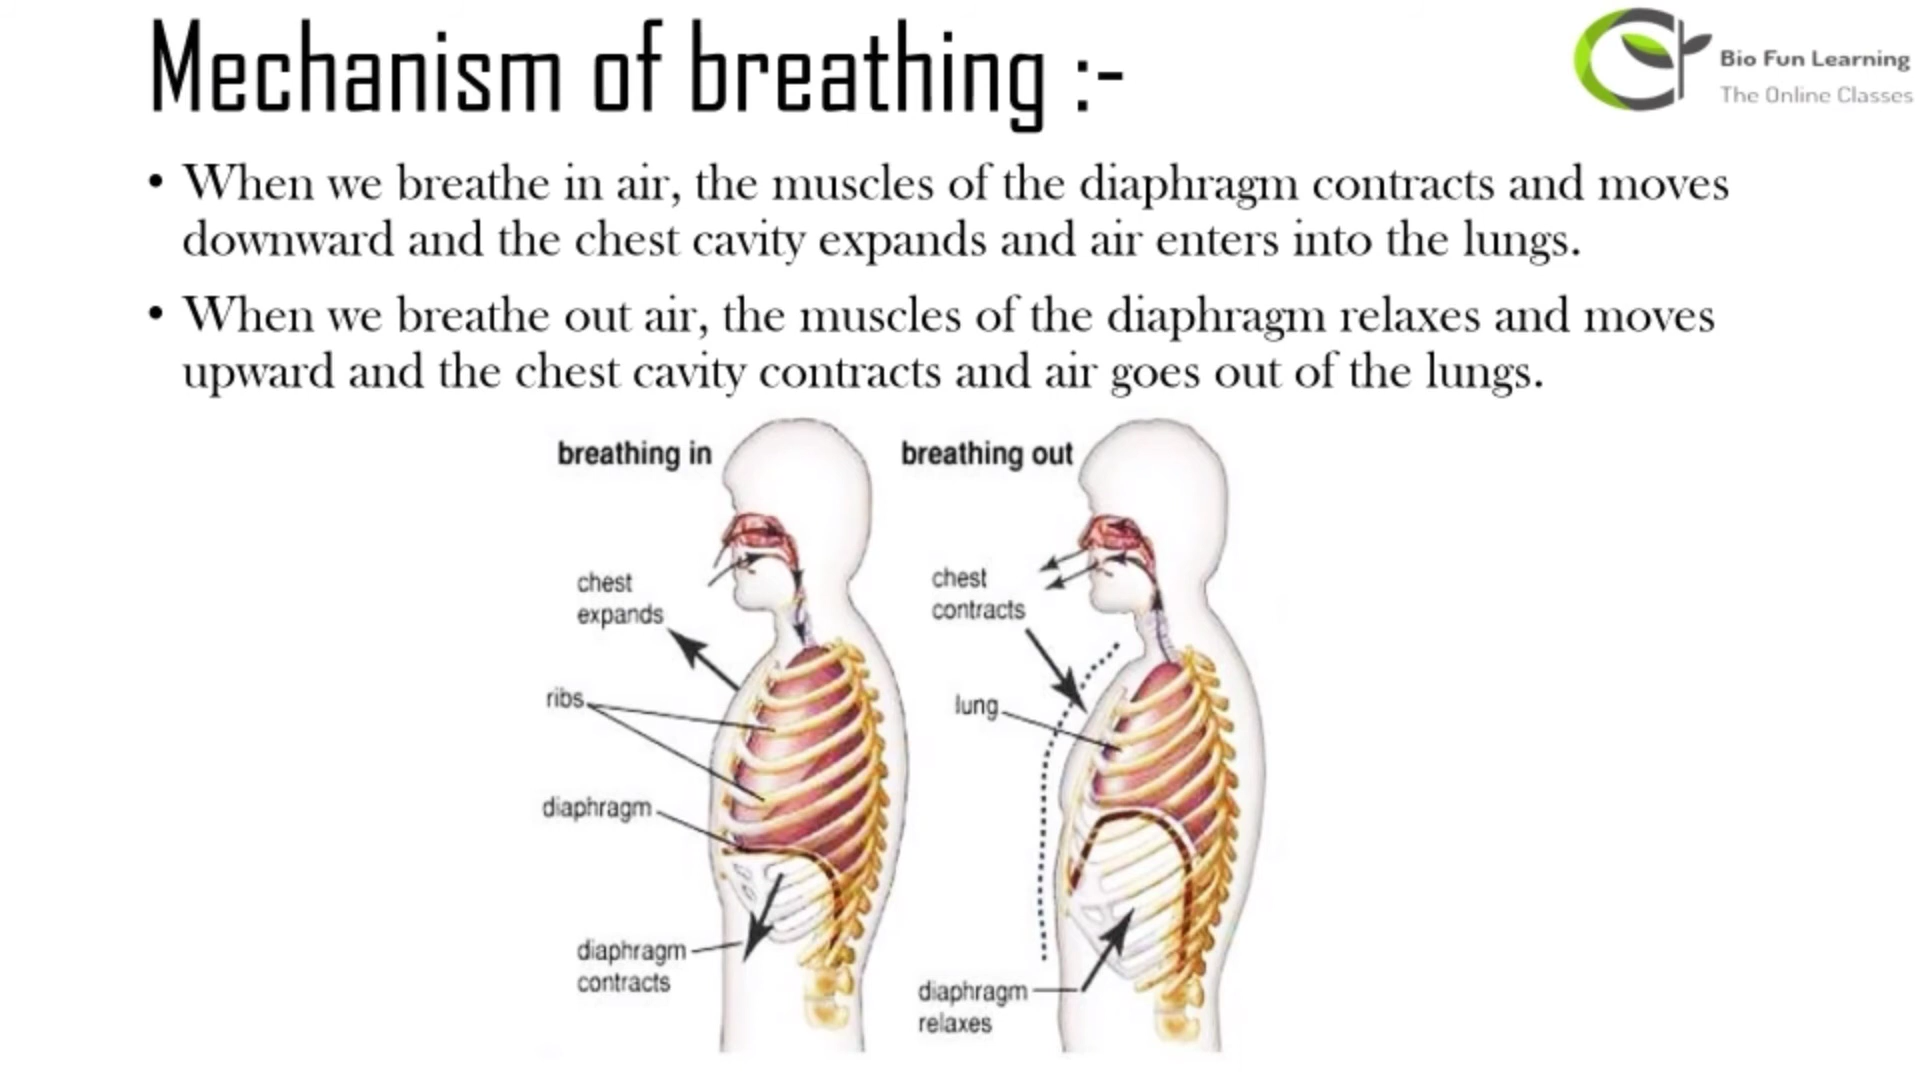 Mechanism of breathing :-
Bio Fun Learning
The Online Classes
• When we breathe in air, the muscles of the diaphragm contracts and moves
downward and the chest cavity expands and air enters into the lungs.
• When we breathe out air, the muscles of the diaphragm relaxes and moves
upward and the chest cavity contracts and air goes out of the lungs.
breathing in
chest
expands
ribs
diaphragm
diaphragm
contracts
breathing out
chest
contracts
lung
diaphragm
relaxes